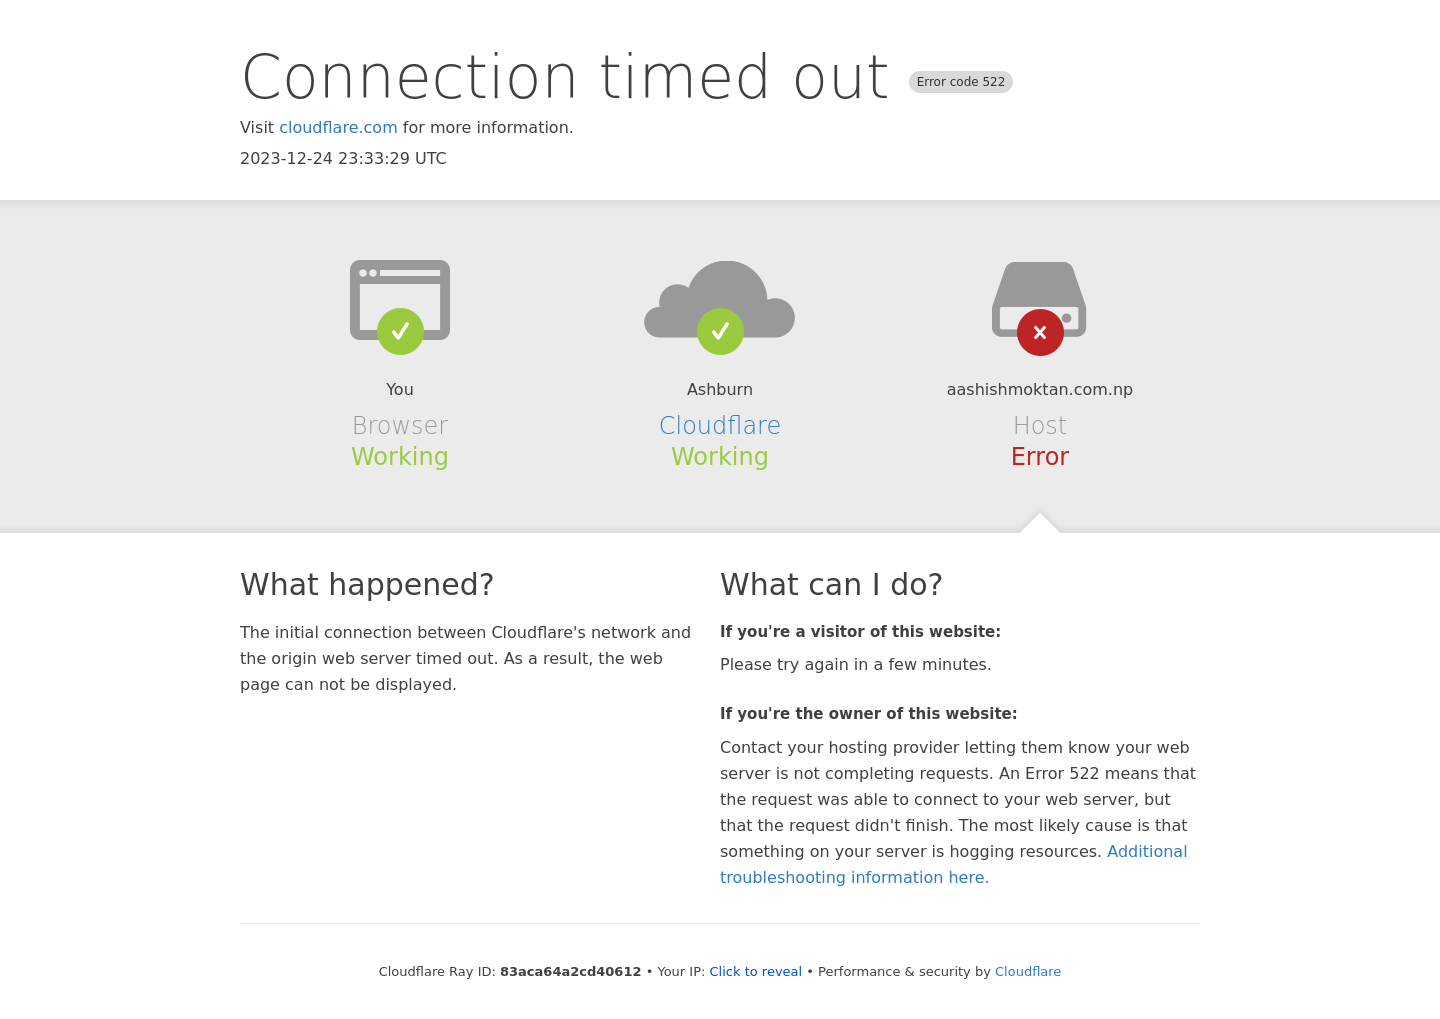 Connection timed out Error code 522
Visit cloudflare.com for more information.
2023-12-24 23:33:29 UTC
You
Browser
Working
Ashburn
Cloudflare
Working
aashishmoktan.com.np
Host
Error
What happened?
The initial connection between Cloudflare's network and
the origin web server timed out. As a result, the web
page can not be displayed.
What can I do?
If you're a visitor of this website:
Please try again in a few minutes.
If you're the owner of this website:
Contact your hosting provider letting them know your web
server is not completing requests. An Error 522 means that
the request was able to connect to your web server, but
that the request didn't finish. The most likely cause is that
something on your server is hogging resources. Additional
troubleshooting information here.
Cloudflare Ray ID: 83aca64a2cd40612 • Your IP: Click to reveal • Performance & security by Cloudflare